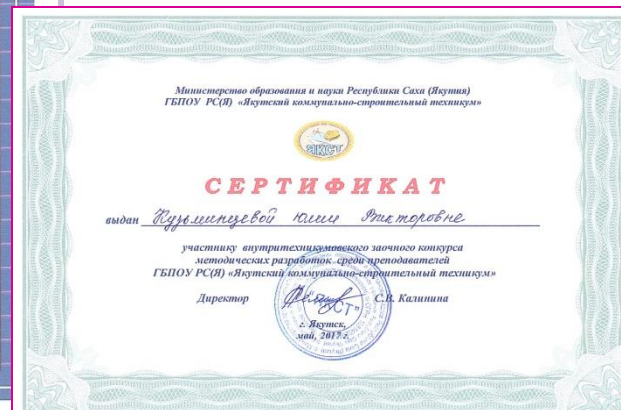 Министерство образования и науки Республики Саха (Якутия)
ГБПОУ РС(Я) «Якутский коммунально-строительный техникум»
ЯКСТ
СЕРТИФИКАТ
выдан Кузьминцевой Юлии Викторовне
участнику внутритехникумовского заочного конкурса
методических разработок среди преподавателей
ГБПОУ РС(Я) «Якутский коммунально-строительный техникум»
Директор С.В. Калинина
г. Якутск,
май, 2017 г.